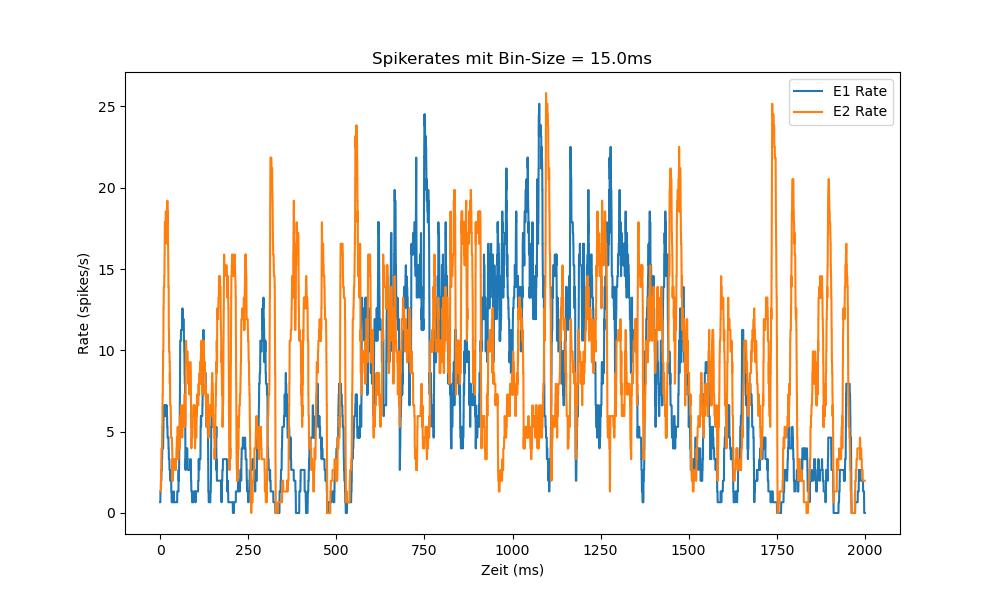 Spikerates mit Bin-Size = 15.0ms
E1 Rate
E2 Rate
25
20
15
10
5
0
Rate (spikes/s)
0 250 500 750 1000 1250 1500 1750 2000
Zeit (ms)